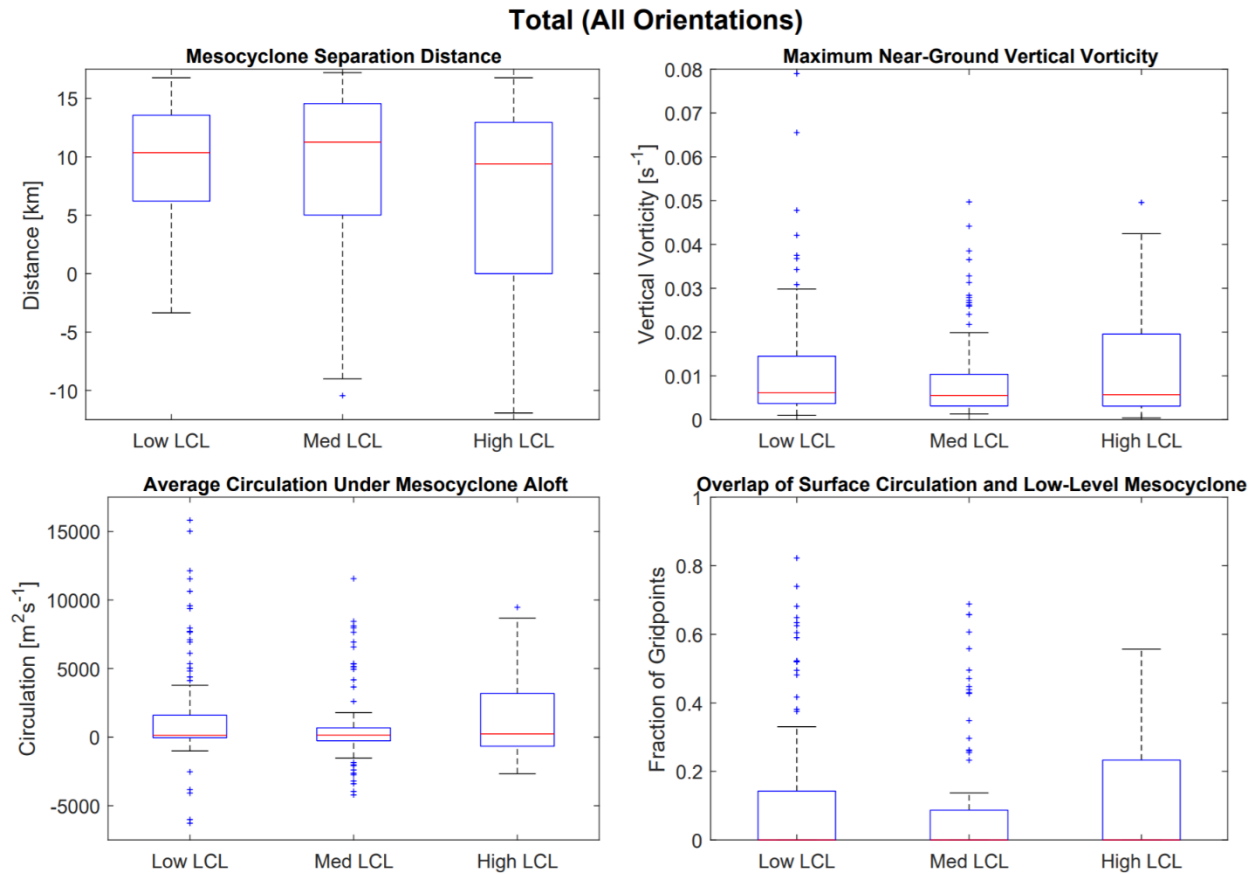 Total (All Orientations)
Mesocyclone Separation Distance
Distance [km]
15
10
5
0
-5
-10
Low LCL
Med LCL
High LCL
Maximum Near-Ground Vertical Vorticity
Vertical Vorticity [s⁻¹]
0.08
0.07
0.06
0.05
0.04
0.03
0.02
0.01
0
Low LCL
Med LCL
High LCL
Average Circulation Under Mesocyclone Aloft
Circulation [m²s⁻¹]
15000
10000
5000
0
-5000
Low LCL
Med LCL
High LCL
Overlap of Surface Circulation and Low-Level Mesocyclone
Fraction of Gridpoints
1
0.8
0.6
0.4
0.2
0
Low LCL
Med LCL
High LCL